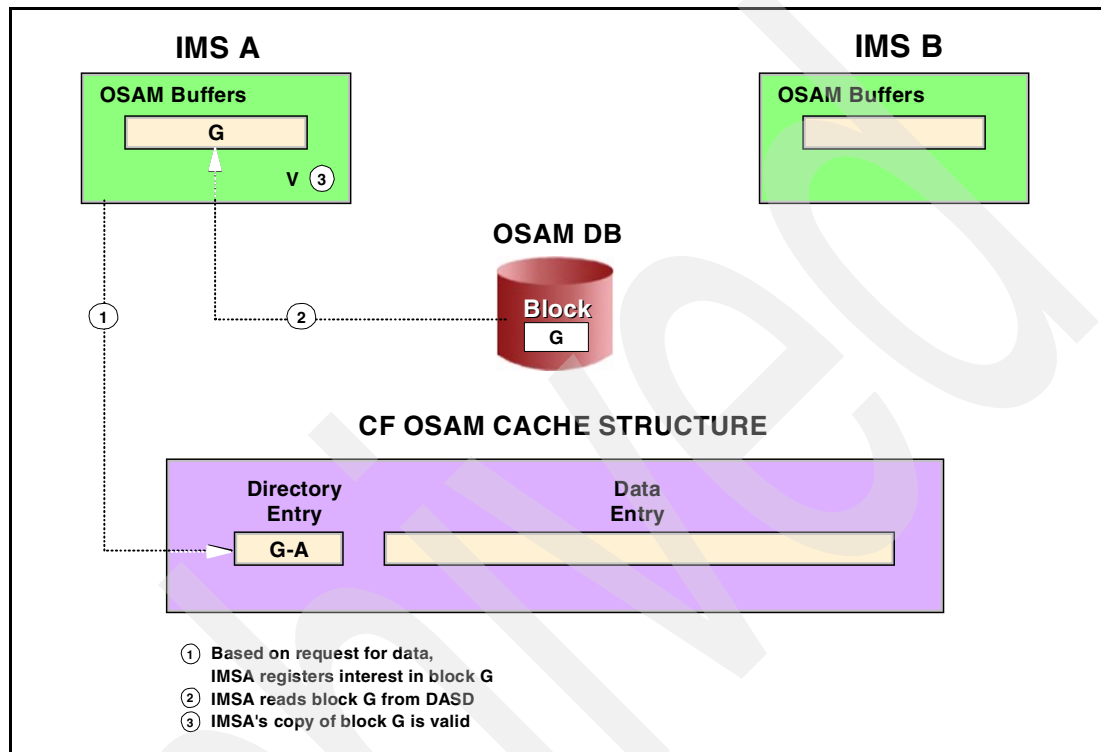 IMS A
IMS B
OSAM Buffers
G
V 3
OSAM Buffers
OSAM DB
Block
G
1
2
CF OSAM CACHE STRUCTURE
Directory
Entry
Data
Entry
G-A
1 Based on request for data,
IMSA registers interest in block G
2 IMSA reads block G from DASD
3 IMSA's copy of block G is valid